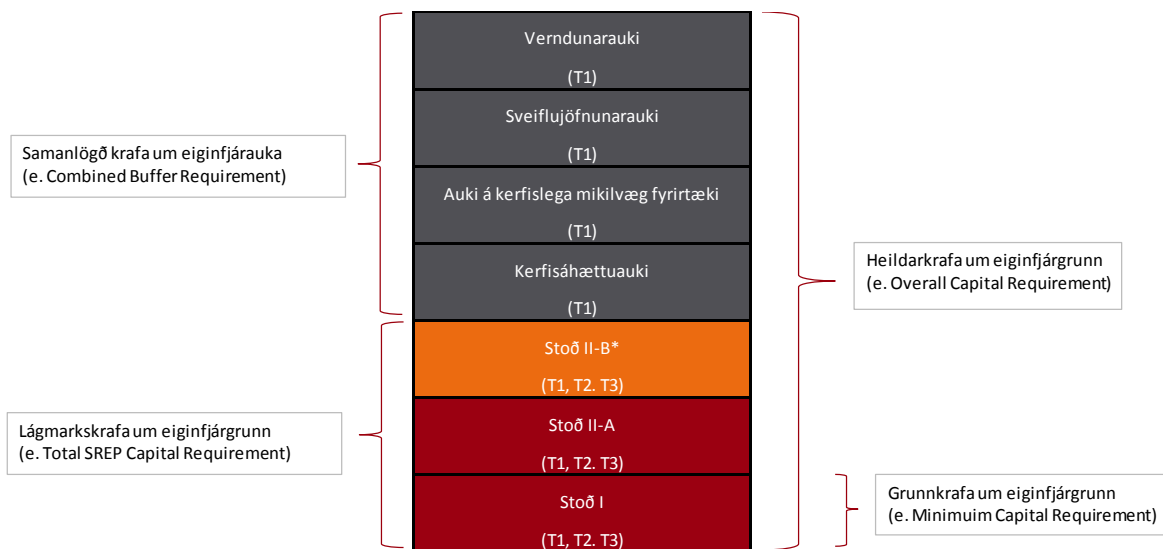 Verndunarauki
(T1)
Sveiflujöfnunarauki
(T1)
Auki á kerfislega mikilvæg fyrirtæki
(T1)
Kerfisáhættuauki
(T1)
Stoð II-B*
(T1, T2. T3)
Stoð II-A
(T1, T2. T3)
Stoð I
(T1, T2. T3)
Samanlögð krafa um eiginfjárauka
(e. Combined Buffer Requirement)
Lágmarkskrafa um eiginfjárgrunn
(e. Total SREP Capital Requirement)
Heildarkrafa um eiginfjárgrunn
(e. Overall Capital Requirement)
Grunnkrafa um eiginfjárgrunn
(e. Minimuim Capital Requirement)